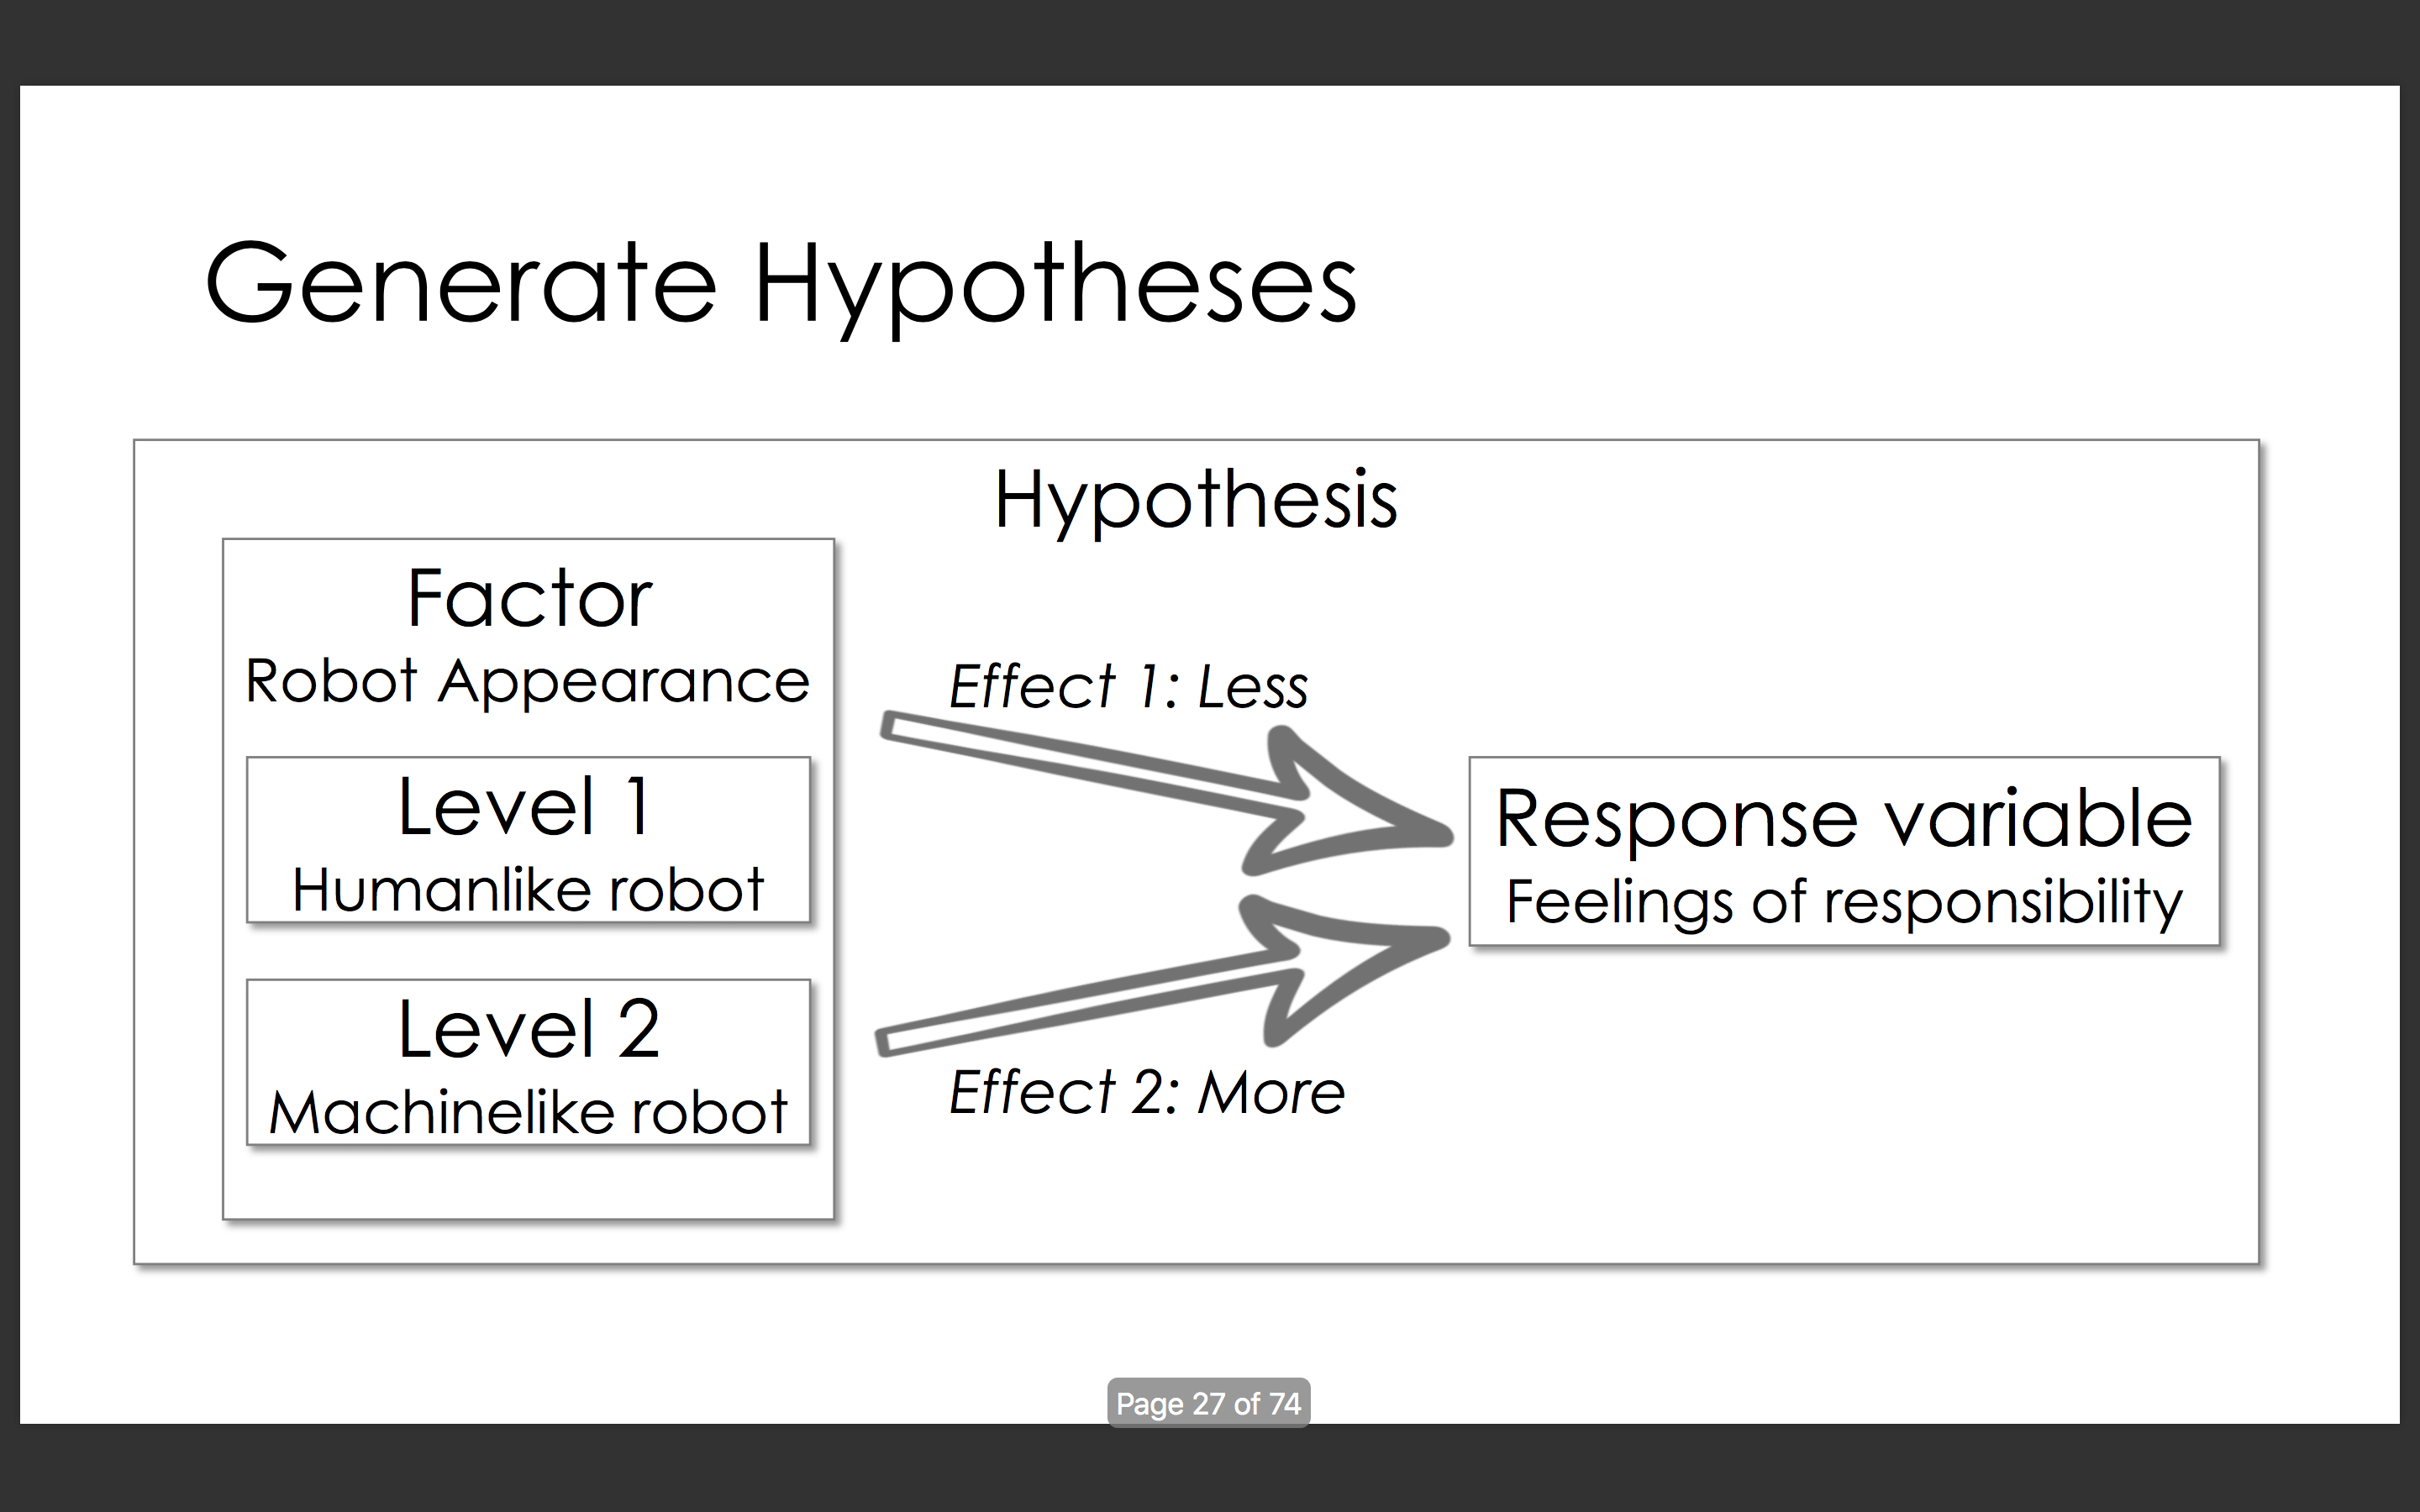 Generate Hypotheses
Hypothesis
Factor
Robot Appearance
Level 1
Humanlike robot
Level 2
Machinelike robot
Effect 1: Less
Effect 2: More
Response variable
Feelings of responsibility
Page 27 of 74